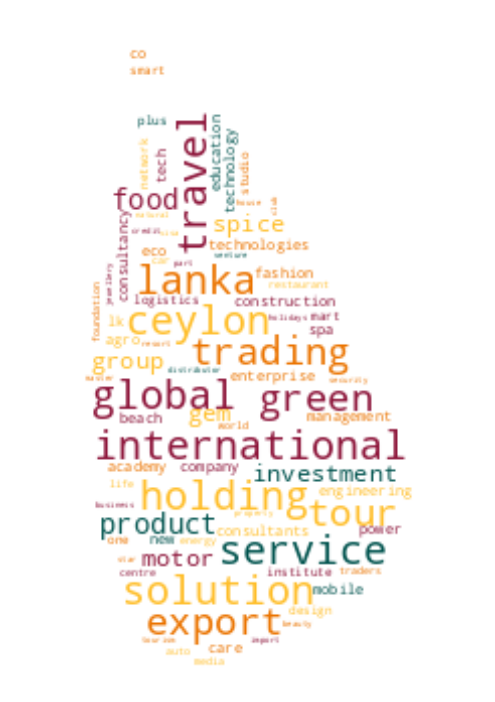 co
smart
plus
travel
education
technology
network
tech
studio
food
house
club
natural
spice
consultancy
credit
visa
technologies
eco
car
venture
part
lanka
fashion
jewellery
restaurant
logistics
construction
foundation
lk
ceylon
holidays
mart
spa
agro
resort
trading
group
distributor
enterprise
security
master
global
green
gem
beach
management
world
international
academy
company
investment
life
holding
engineering
business
property
tour
product
consultants
power
one
new
energy
service
star
motor
centre
institute
traders
solution
mobile
design
export
beauty
tourism
import
auto
care
media